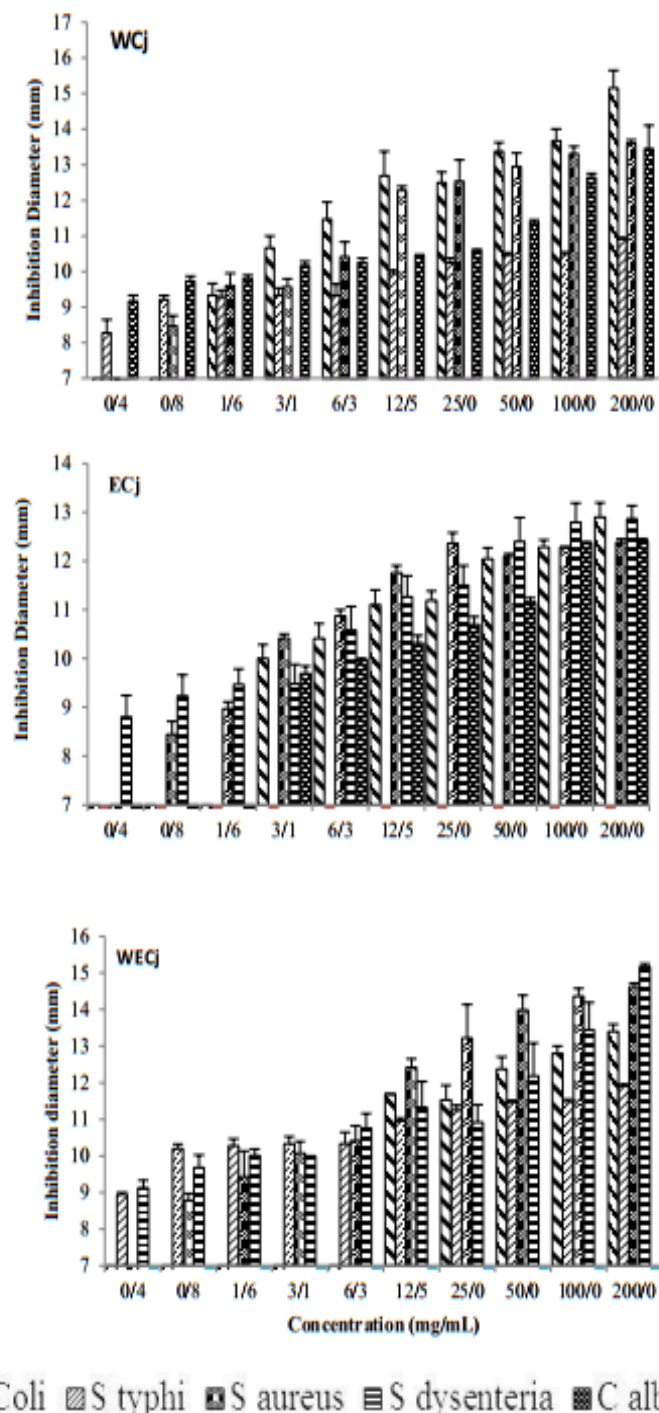 WCj
Inhibition Diameter (mm)
17
16
15
14
13
12
11
10
9
8
7
0/4 0/8 1/6 3/1 6/3 12/5 25/0 50/0 100/0 200/0
ECj
Inhibition Diameter (mm)
14
13
12
11
10
9
8
7
0/4 0/8 1/6 3/1 6/3 12/5 25/0 50/0 100/0 200/0
WECj
Inhibition diameter (mm)
16
15
14
13
12
11
10
9
8
7
0/4 0/8 1/6 3/1 6/3 12/5 25/0 50/0 100/0 200/0
Concentration (mg/mL)
Coli S typhi S aureus S dysenteria C alb